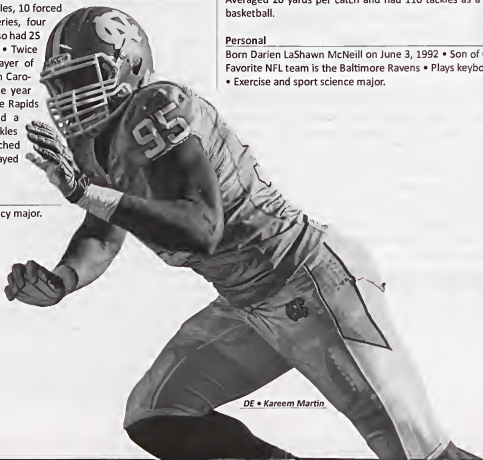 les, 10 forced
eries, four
so had 25
• Twice
ayer of
n Caro-
e year
e Rapids
d a
kles
ched
ayed
cy major.
Averaged 20 yards per catch and had 110 tackles as a
basketball.
Personal
Born Darien LaShawn McNeill on June 3, 1992 • Son of
Favorite NFL team is the Baltimore Ravens • Plays keybo
• Exercise and sport science major.
NC
95
NC
DE • Kareem Martin